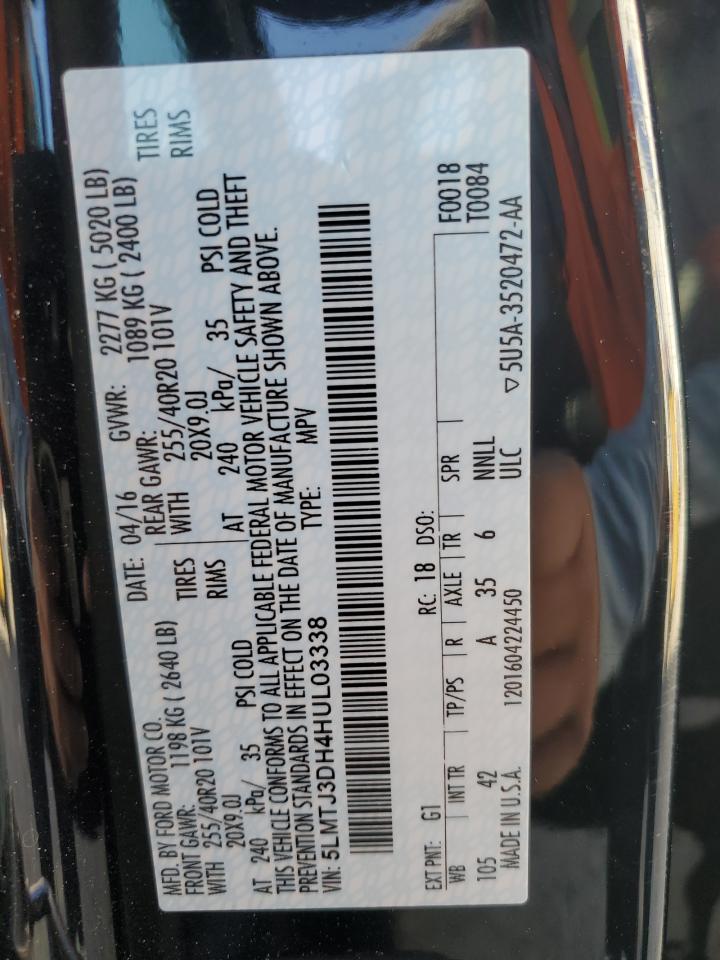 MFD. BY FORD MOTOR CO. DATE: 04/16 GVWR: 2277 KG ( 5020 LB)
FRONT GAWR: 1198 KG ( 2640 LB) REAR GAWR: 1089 KG ( 2400 LB)
WITH 255/40R20 101V TIRES WITH 255/40R20 101V TIRES
20X9.0J RIMS 20X9.0J RIMS
AT 240 kPa/ 35 PSI COLD AT 240 kPa/ 35 PSI COLD
THIS VEHICLE CONFORMS TO ALL APPLICABLE FEDERAL MOTOR VEHICLE SAFETY AND THEFT
PREVENTION STANDARDS IN EFFECT ON THE DATE OF MANUFACTURE SHOWN ABOVE.
VIN: 5LMTJ3DH4HUL03338 TYPE: MPV
EXT PNT: G1 RC: 18 DSO: F0018
WB INT TR TP/PS R AXLE TR SPR T0084
105 42 A 35 6 NNLL
MADE IN U.S.A. 1201604224450 ULC ▽5U5A-3520472-AA